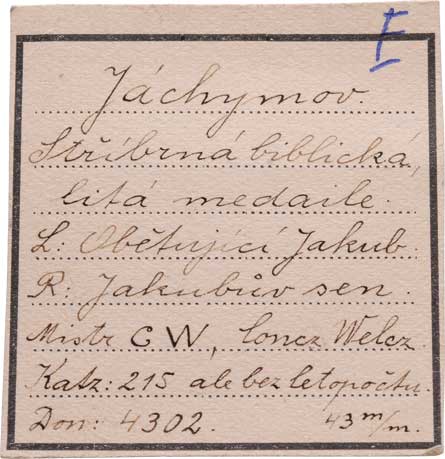 F
Jáchymov.
Stříbrná biblická,
litá medaile.
L: Obětující Jakub.
R: Jakubův sen.
Mistr CW, Concz Welcz.
Katz: 215 ale bez letopočtu.
Don: 4302. 43 m/m.